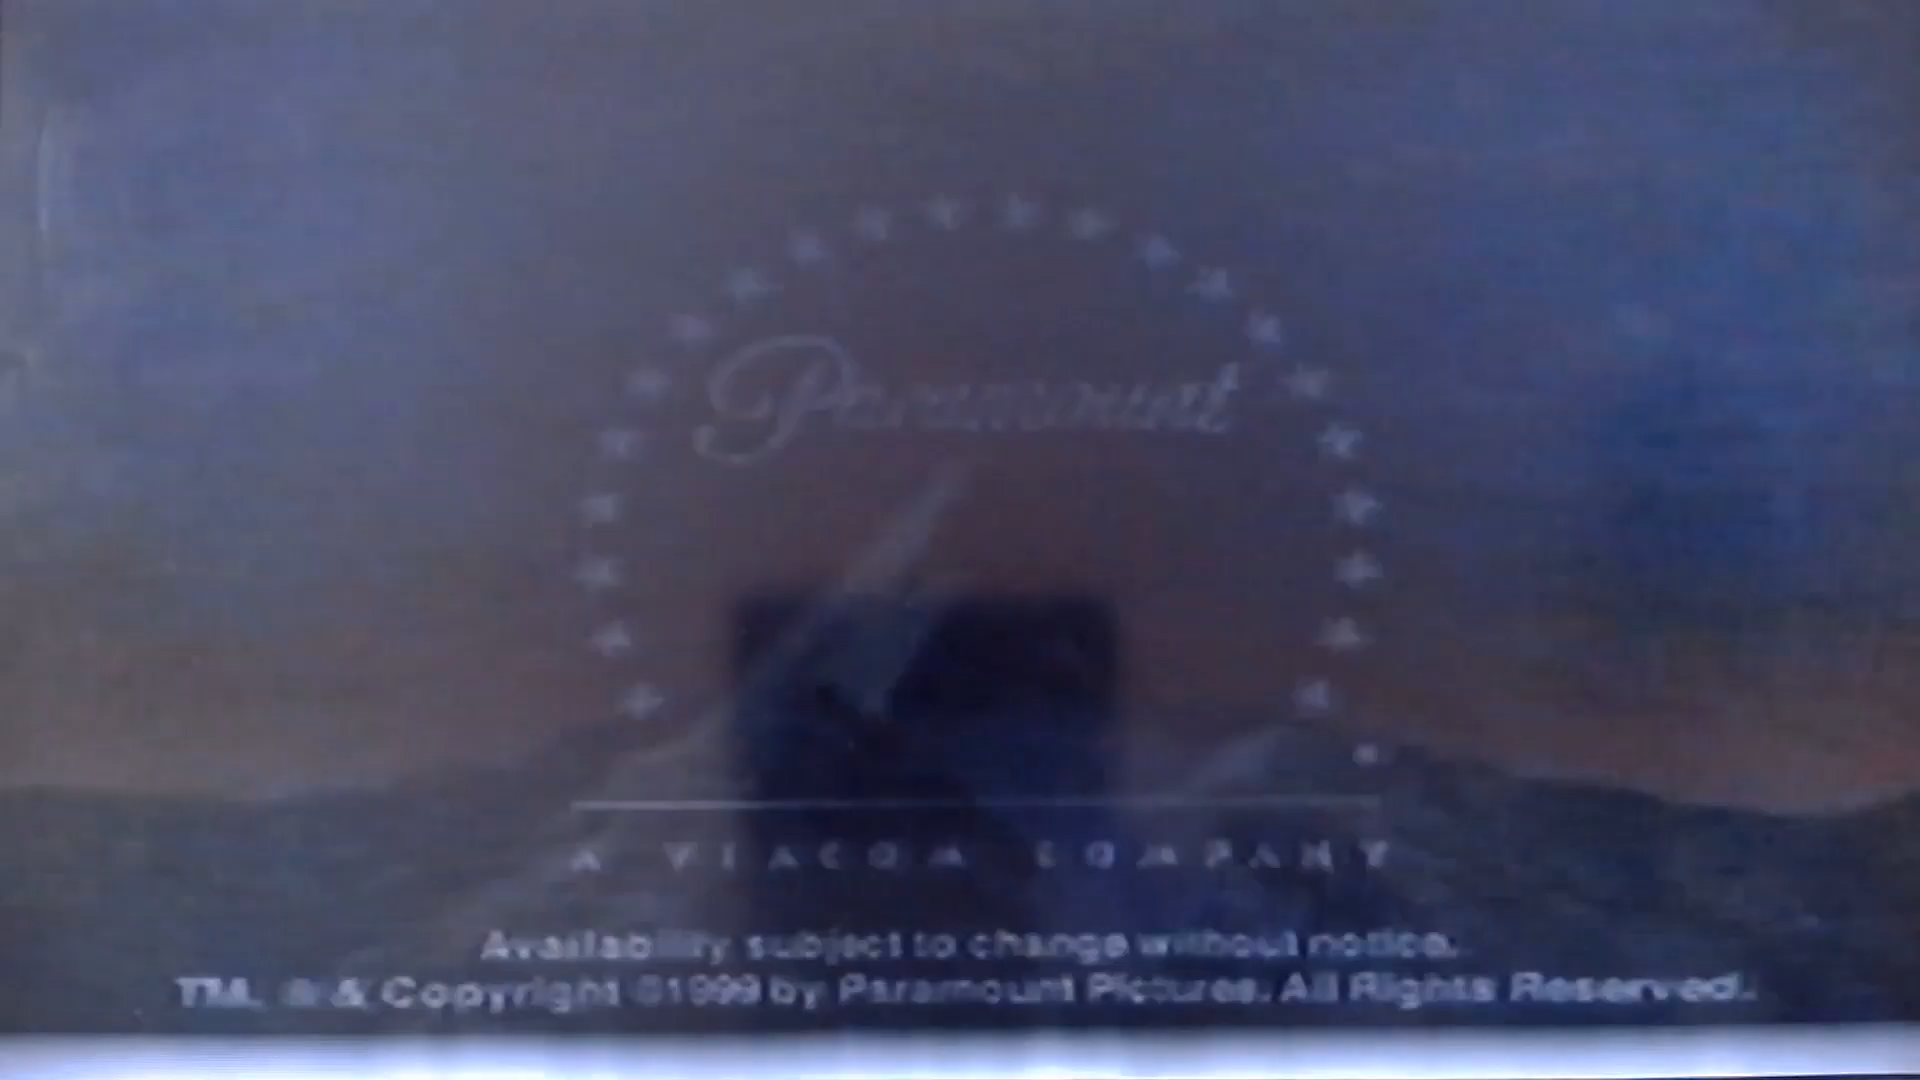 Paramount
A VIACOM COMPANY
Availability subject to change without notice.
TM, ® & Copyright ©1999 by Paramount Pictures. All Rights Reserved.